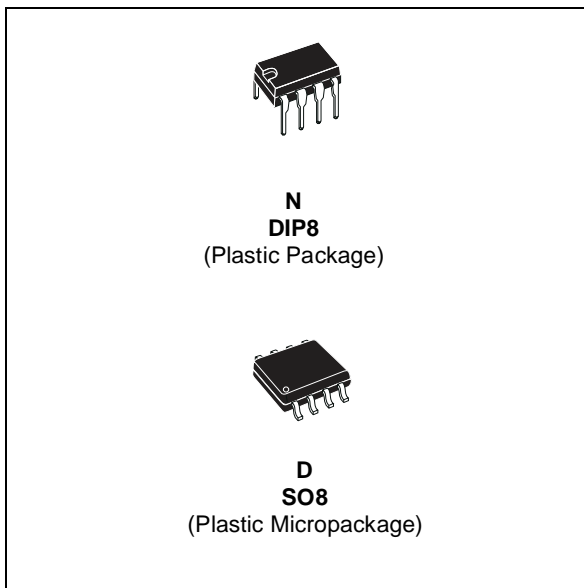 N
DIP8
(Plastic Package)
D
SO8
(Plastic Micropackage)